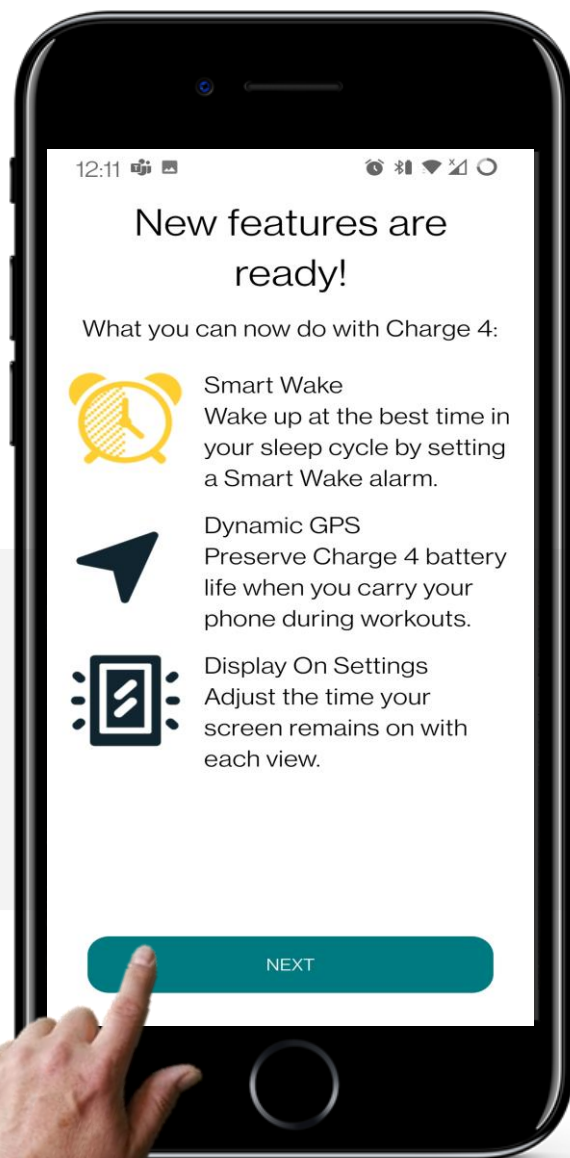 12:11
New features are
ready!
What you can now do with Charge 4:
Smart Wake
Wake up at the best time in
your sleep cycle by setting
a Smart Wake alarm.
Dynamic GPS
Preserve Charge 4 battery
life when you carry your
phone during workouts.
Display On Settings
Adjust the time your
screen remains on with
each view.
NEXT